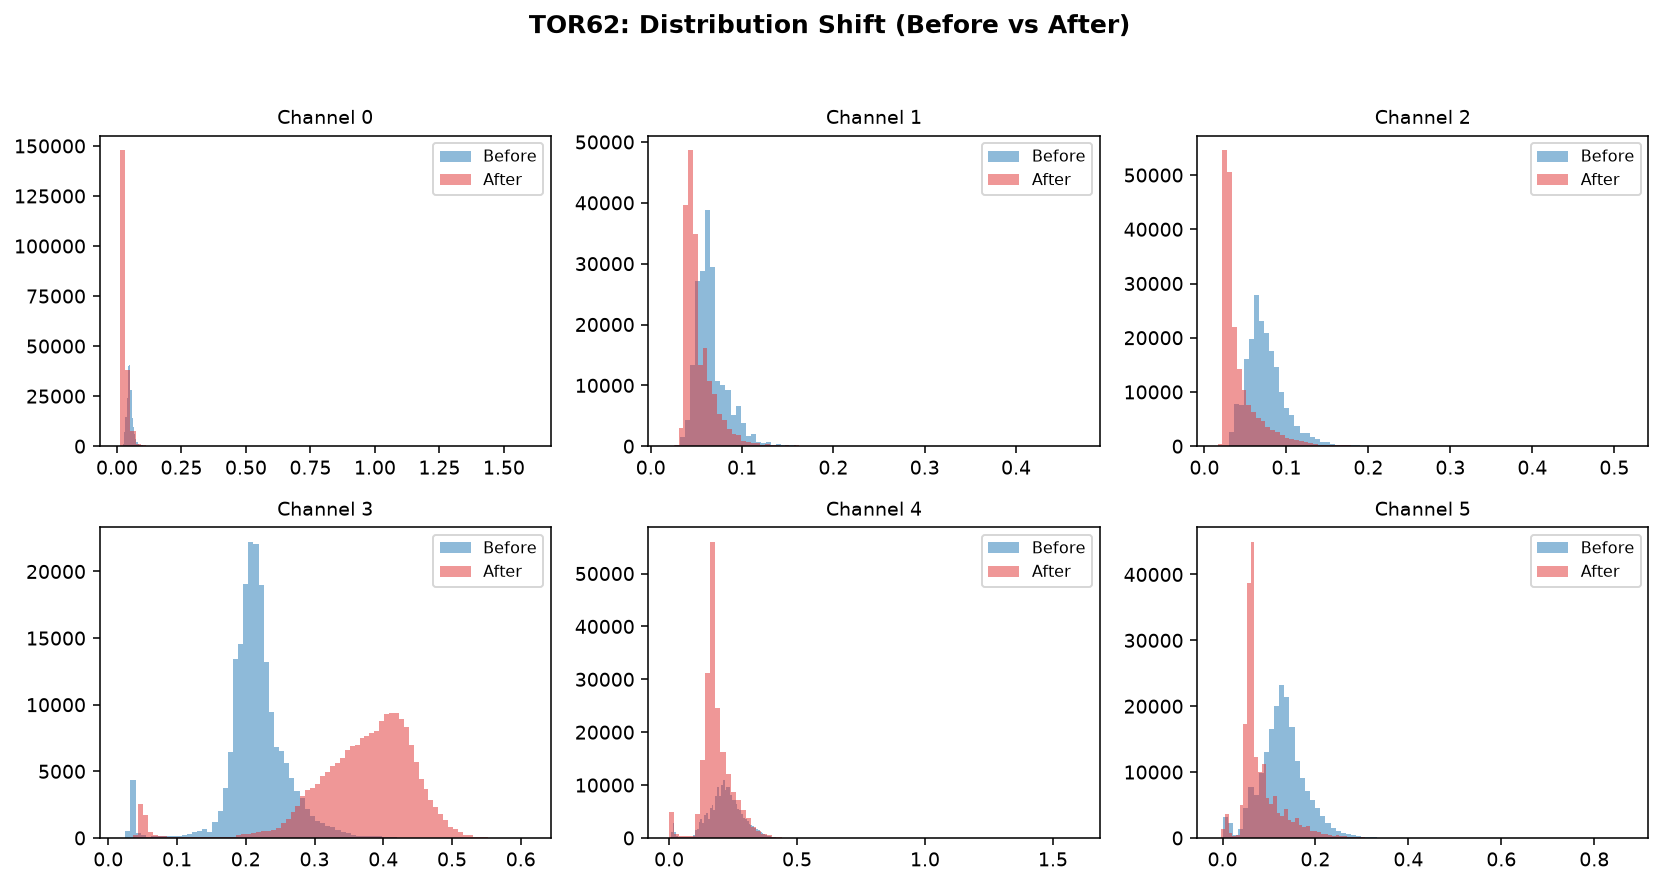 TOR62: Distribution Shift (Before vs After)
Channel 0
150000
125000
100000
75000
50000
25000
0
0.00 0.25 0.50 0.75 1.00 1.25 1.50
Before
After
Channel 1
50000
40000
30000
20000
10000
0
0.0 0.1 0.2 0.3 0.4
Before
After
Channel 2
50000
40000
30000
20000
10000
0
0.0 0.1 0.2 0.3 0.4 0.5
Before
After
Channel 3
20000
15000
10000
5000
0
0.0 0.1 0.2 0.3 0.4 0.5 0.6
Before
After
Channel 4
50000
40000
30000
20000
10000
0
0.0 0.5 1.0 1.5
Before
After
Channel 5
40000
30000
20000
10000
0
0.0 0.2 0.4 0.6 0.8
Before
After